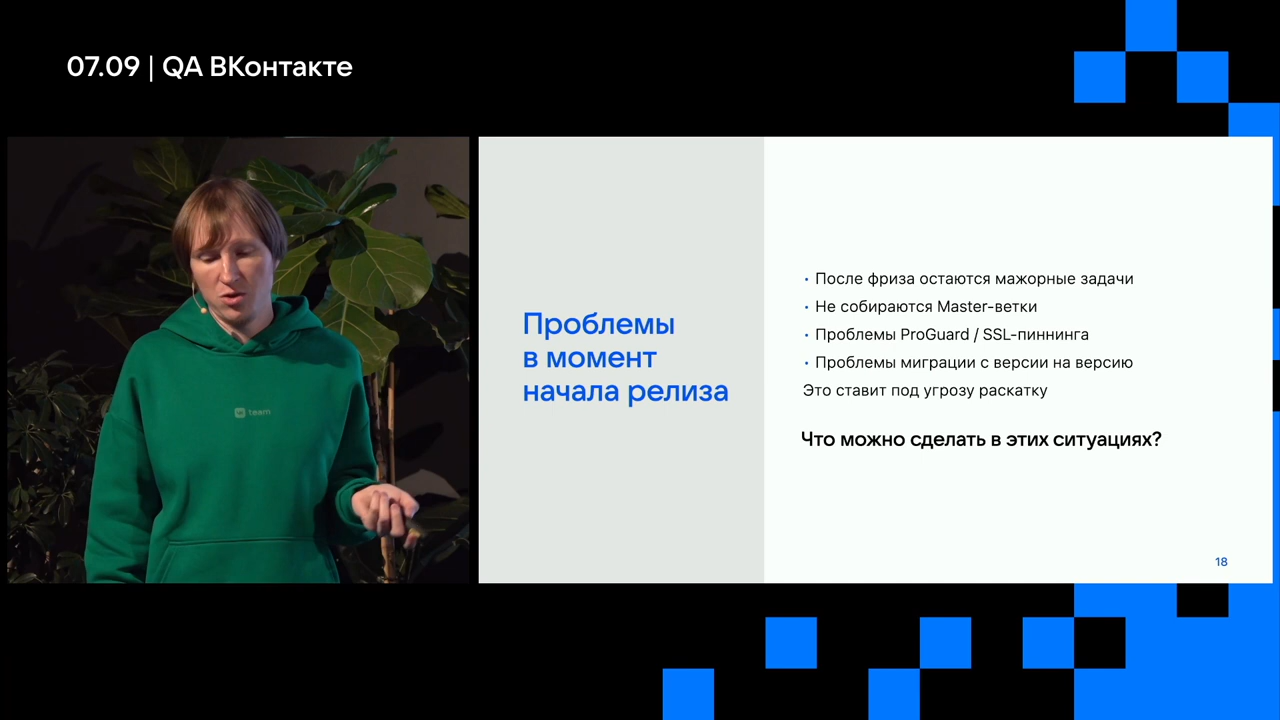 07.09 | QA ВКонтакте
team
Проблемы
в момент
начала релиза
· После фриза остаются мажорные задачи
· Не собираются Master-ветки
· Проблемы ProGuard / SSL-пиннинга
· Проблемы миграции с версии на версию
Это ставит под угрозу раскатку
Что можно сделать в этих ситуациях?
18